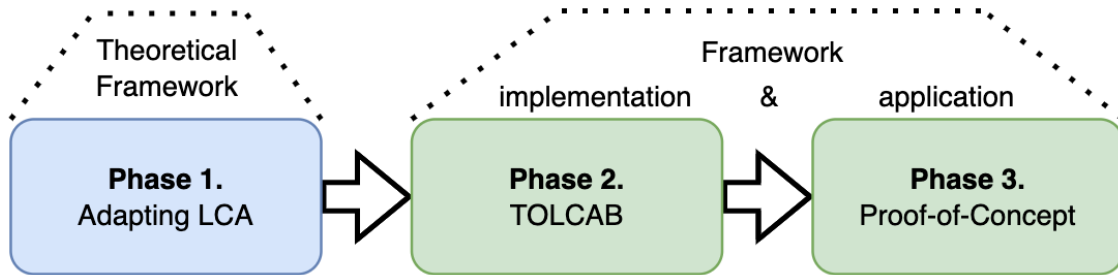 Theoretical
Framework
Framework
implementation & application
Phase 1.
Adapting LCA
Phase 2.
TOLCAB
Phase 3.
Proof-of-Concept